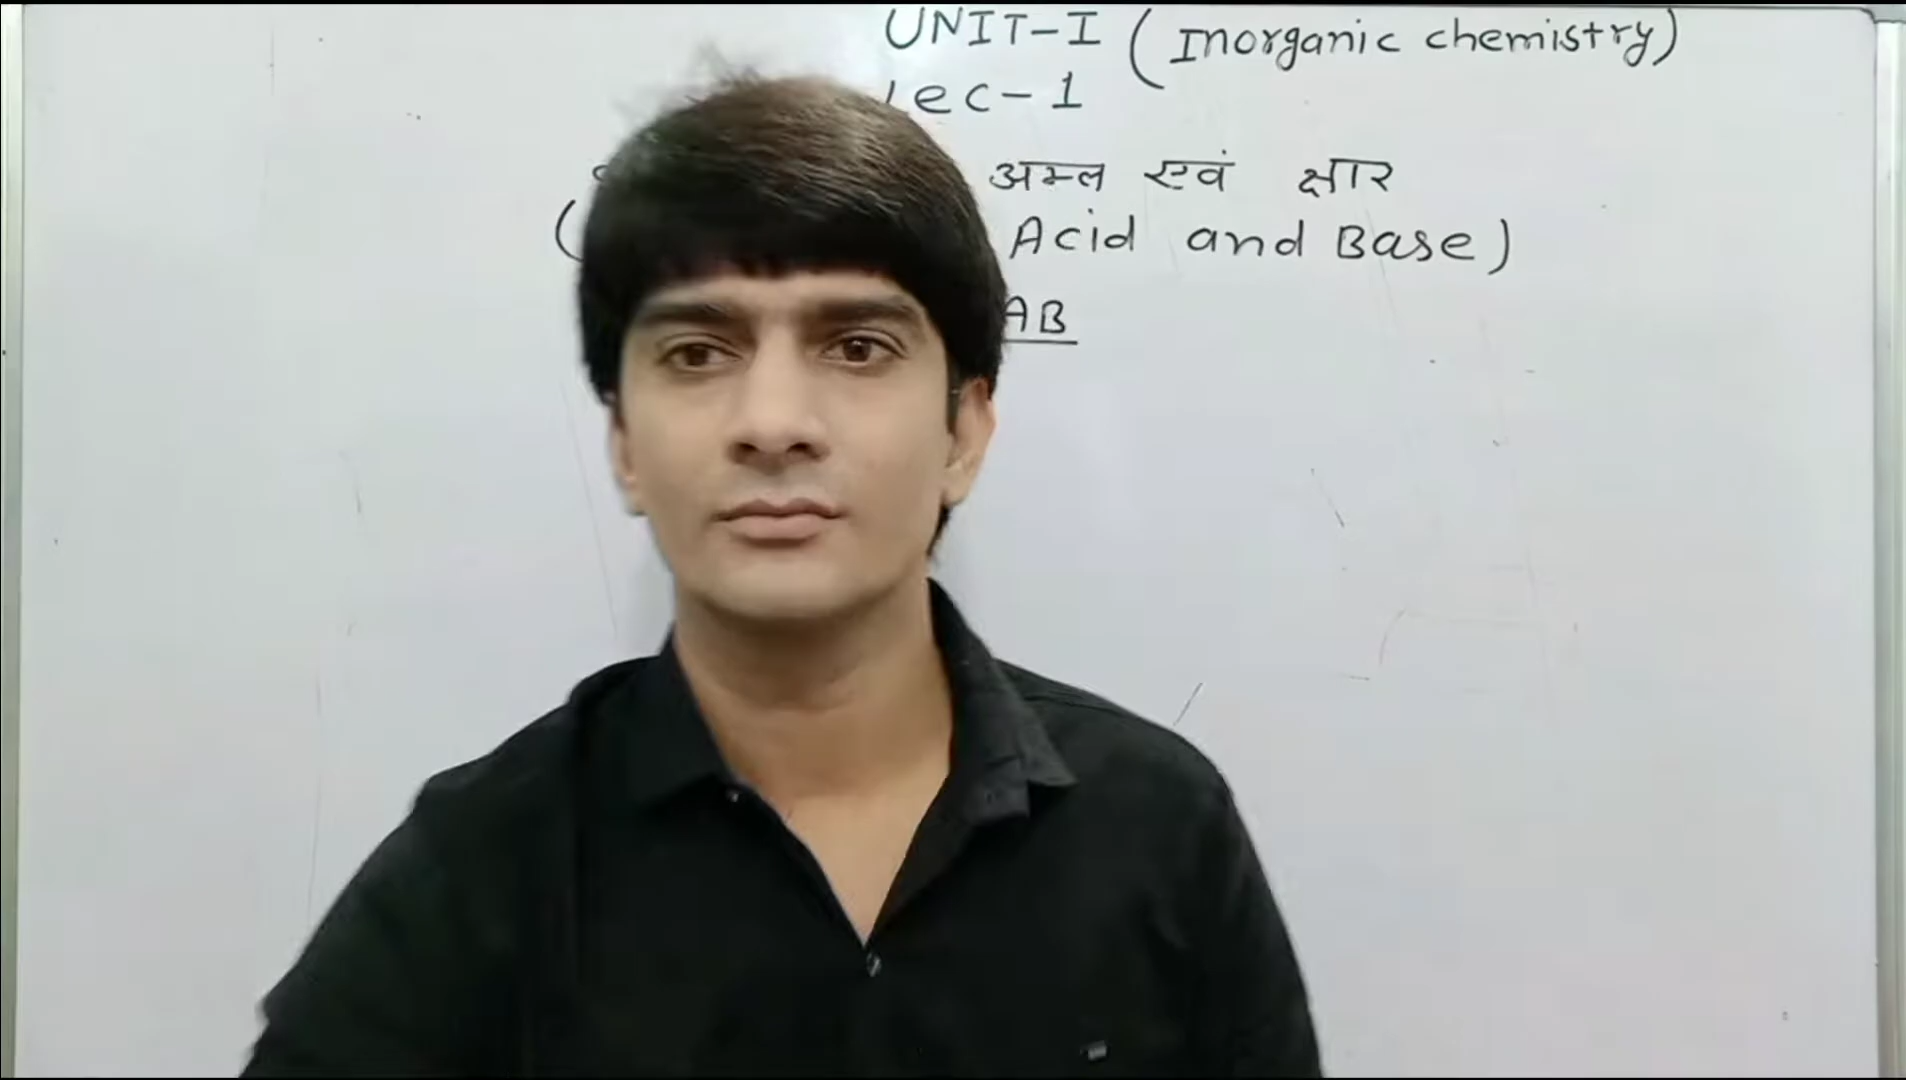 UNIT-I (Inorganic chemistry)
Lec-1
अम्ल एवं क्षार
( Acid and Base)
AB